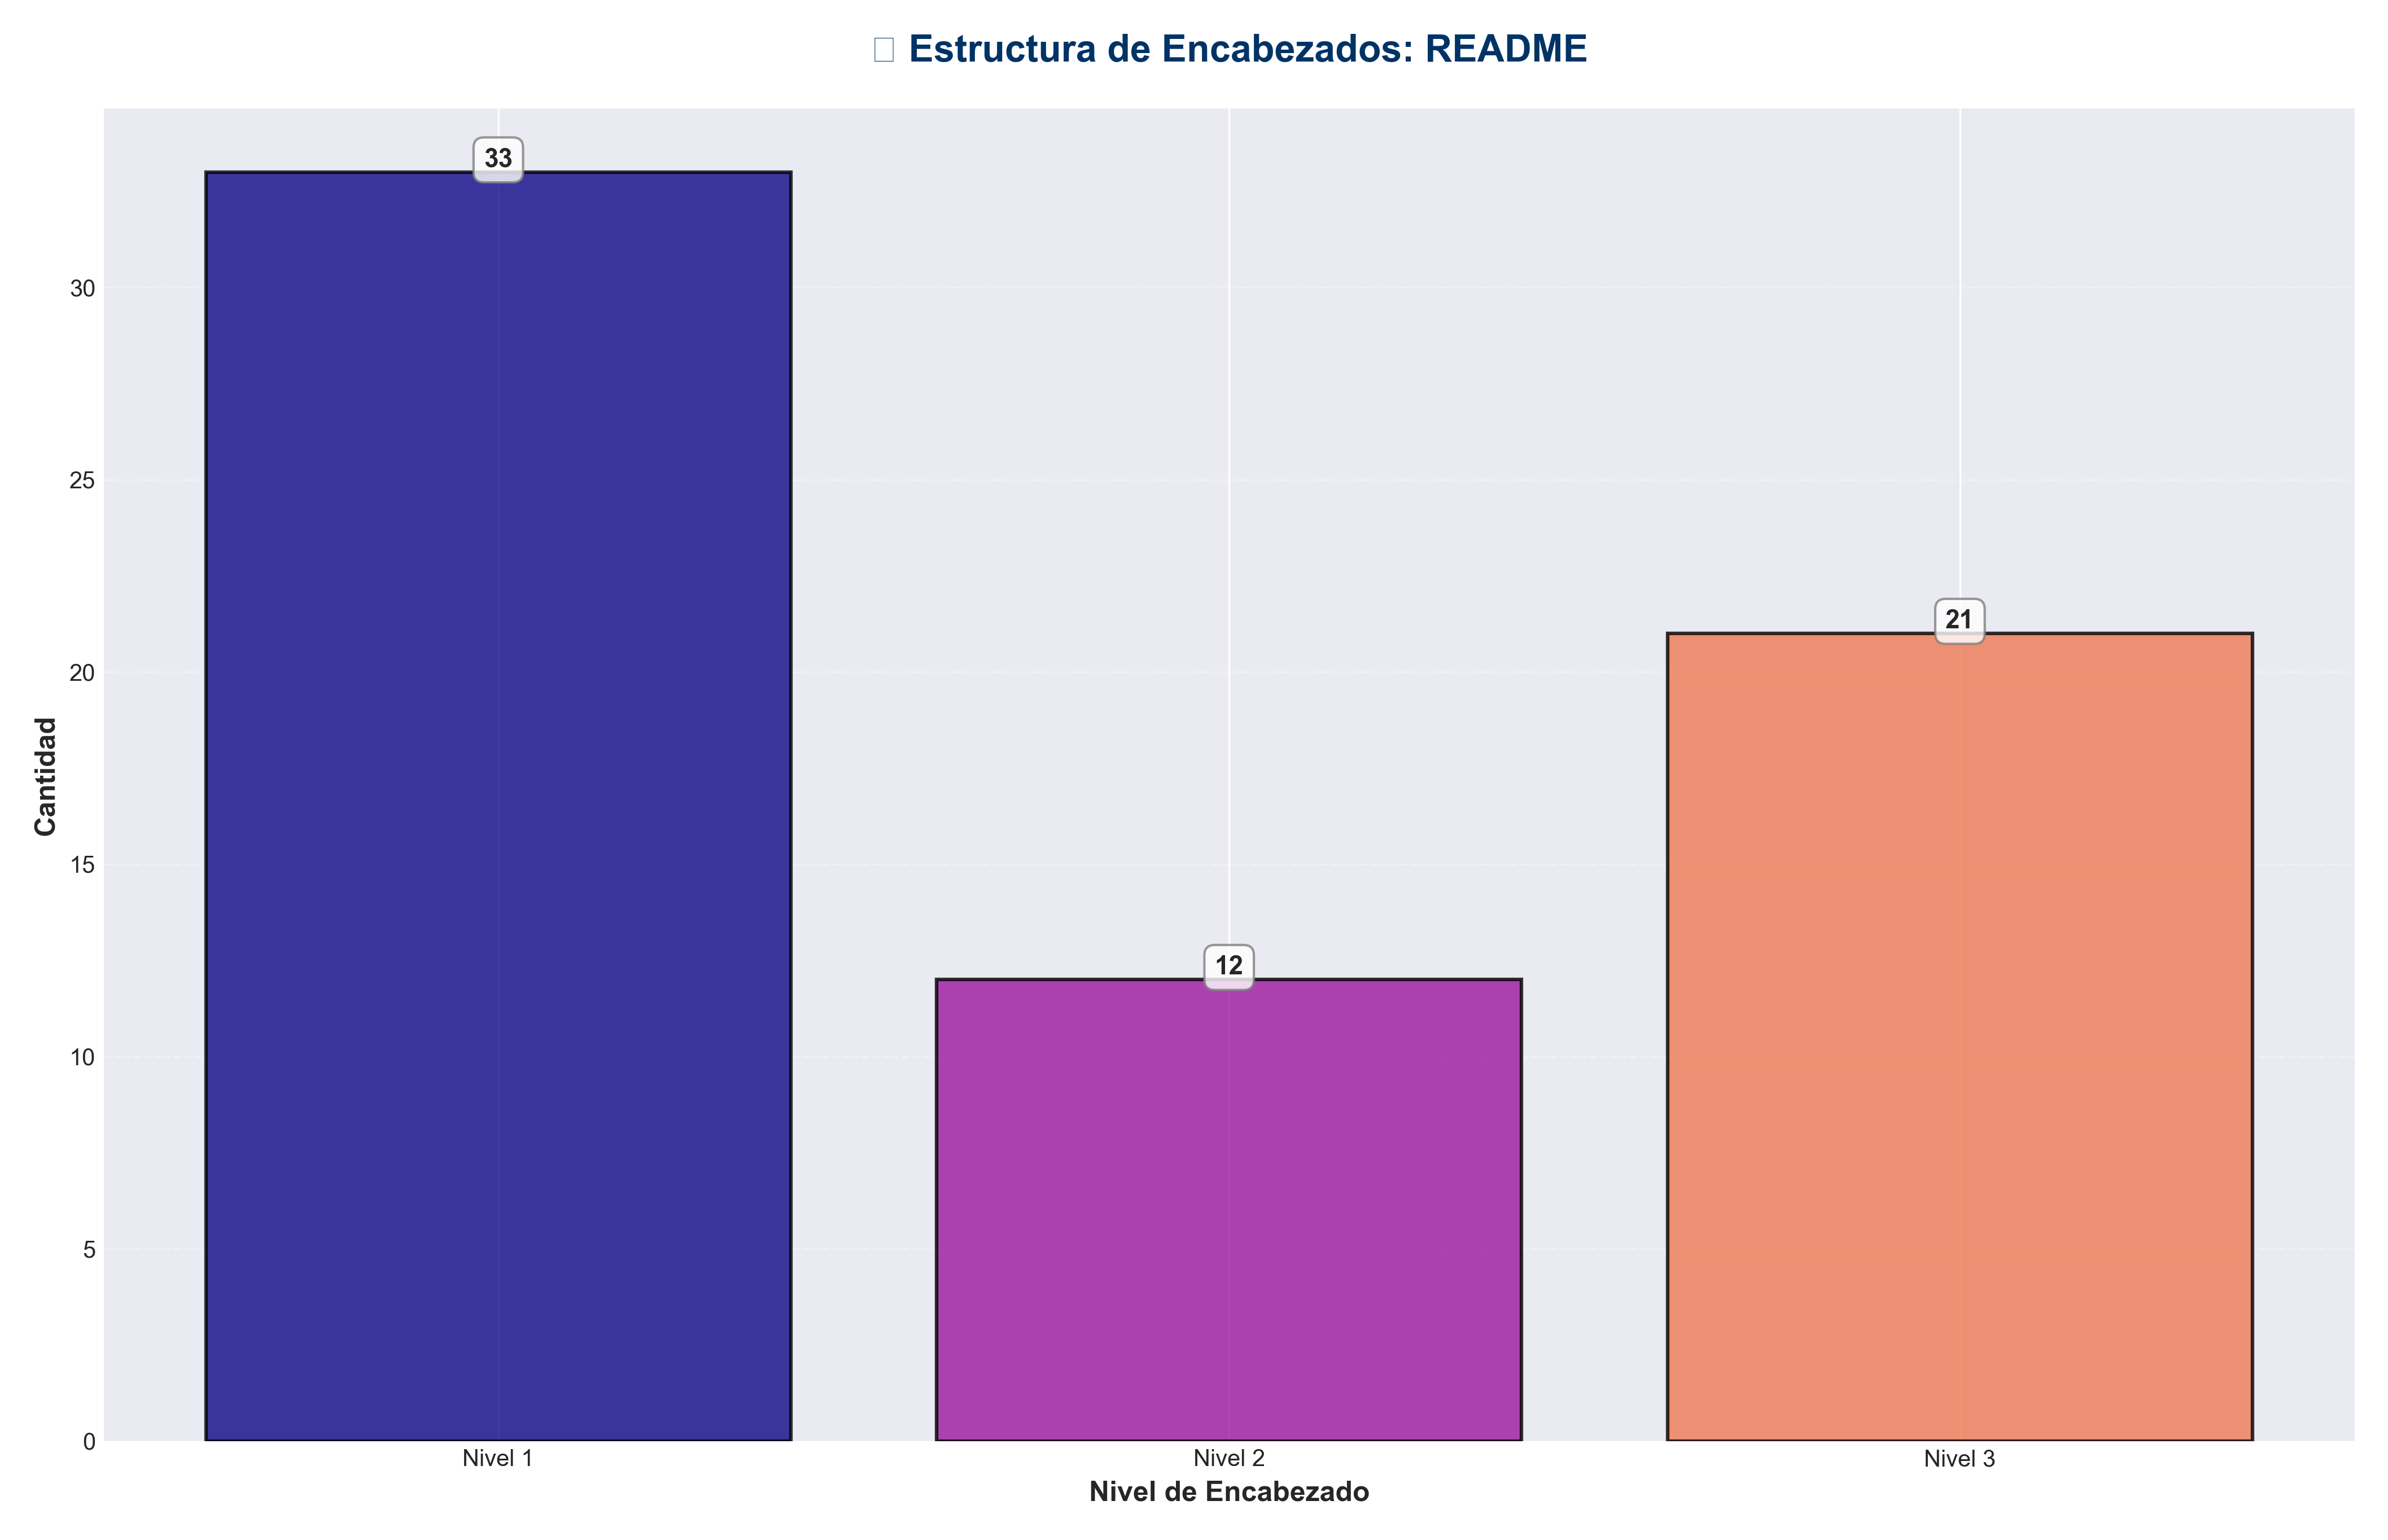 Estructura de Encabezados: README
33
12
21
30
25
20
15
10
5
0
Cantidad
Nivel 1
Nivel 2
Nivel 3
Nivel de Encabezado